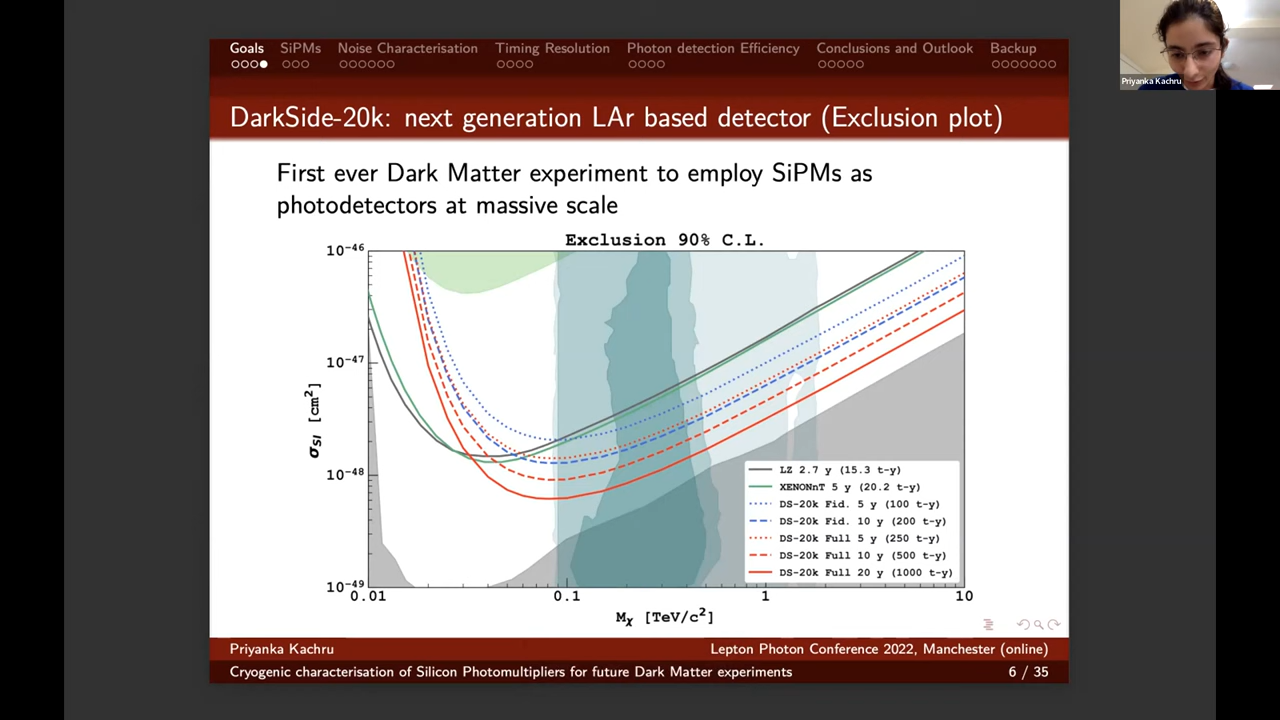 Goals SiPMs Noise Characterisation Timing Resolution Photon detection Efficiency Conclusions and Outlook Backup
Priyanka Kachru
DarkSide-20k: next generation LAr based detector (Exclusion plot)
First ever Dark Matter experiment to employ SiPMs as
photodetectors at massive scale
Exclusion 90% C.L.
10⁻⁴⁶
10⁻⁴⁷
10⁻⁴⁸
10⁻⁴⁹
σSI [cm²]
LZ 2.7 y (15.3 t-y)
XENONnT 5 y (20.2 t-y)
DS-20k Fid. 5 y (100 t-y)
DS-20k Fid. 10 y (200 t-y)
DS-20k Full 5 y (250 t-y)
DS-20k Full 10 y (500 t-y)
DS-20k Full 20 y (1000 t-y)
0.01 0.1 1 10
Mχ [TeV/c²]
Priyanka Kachru Lepton Photon Conference 2022, Manchester (online)
Cryogenic characterisation of Silicon Photomultipliers for future Dark Matter experiments 6 / 35